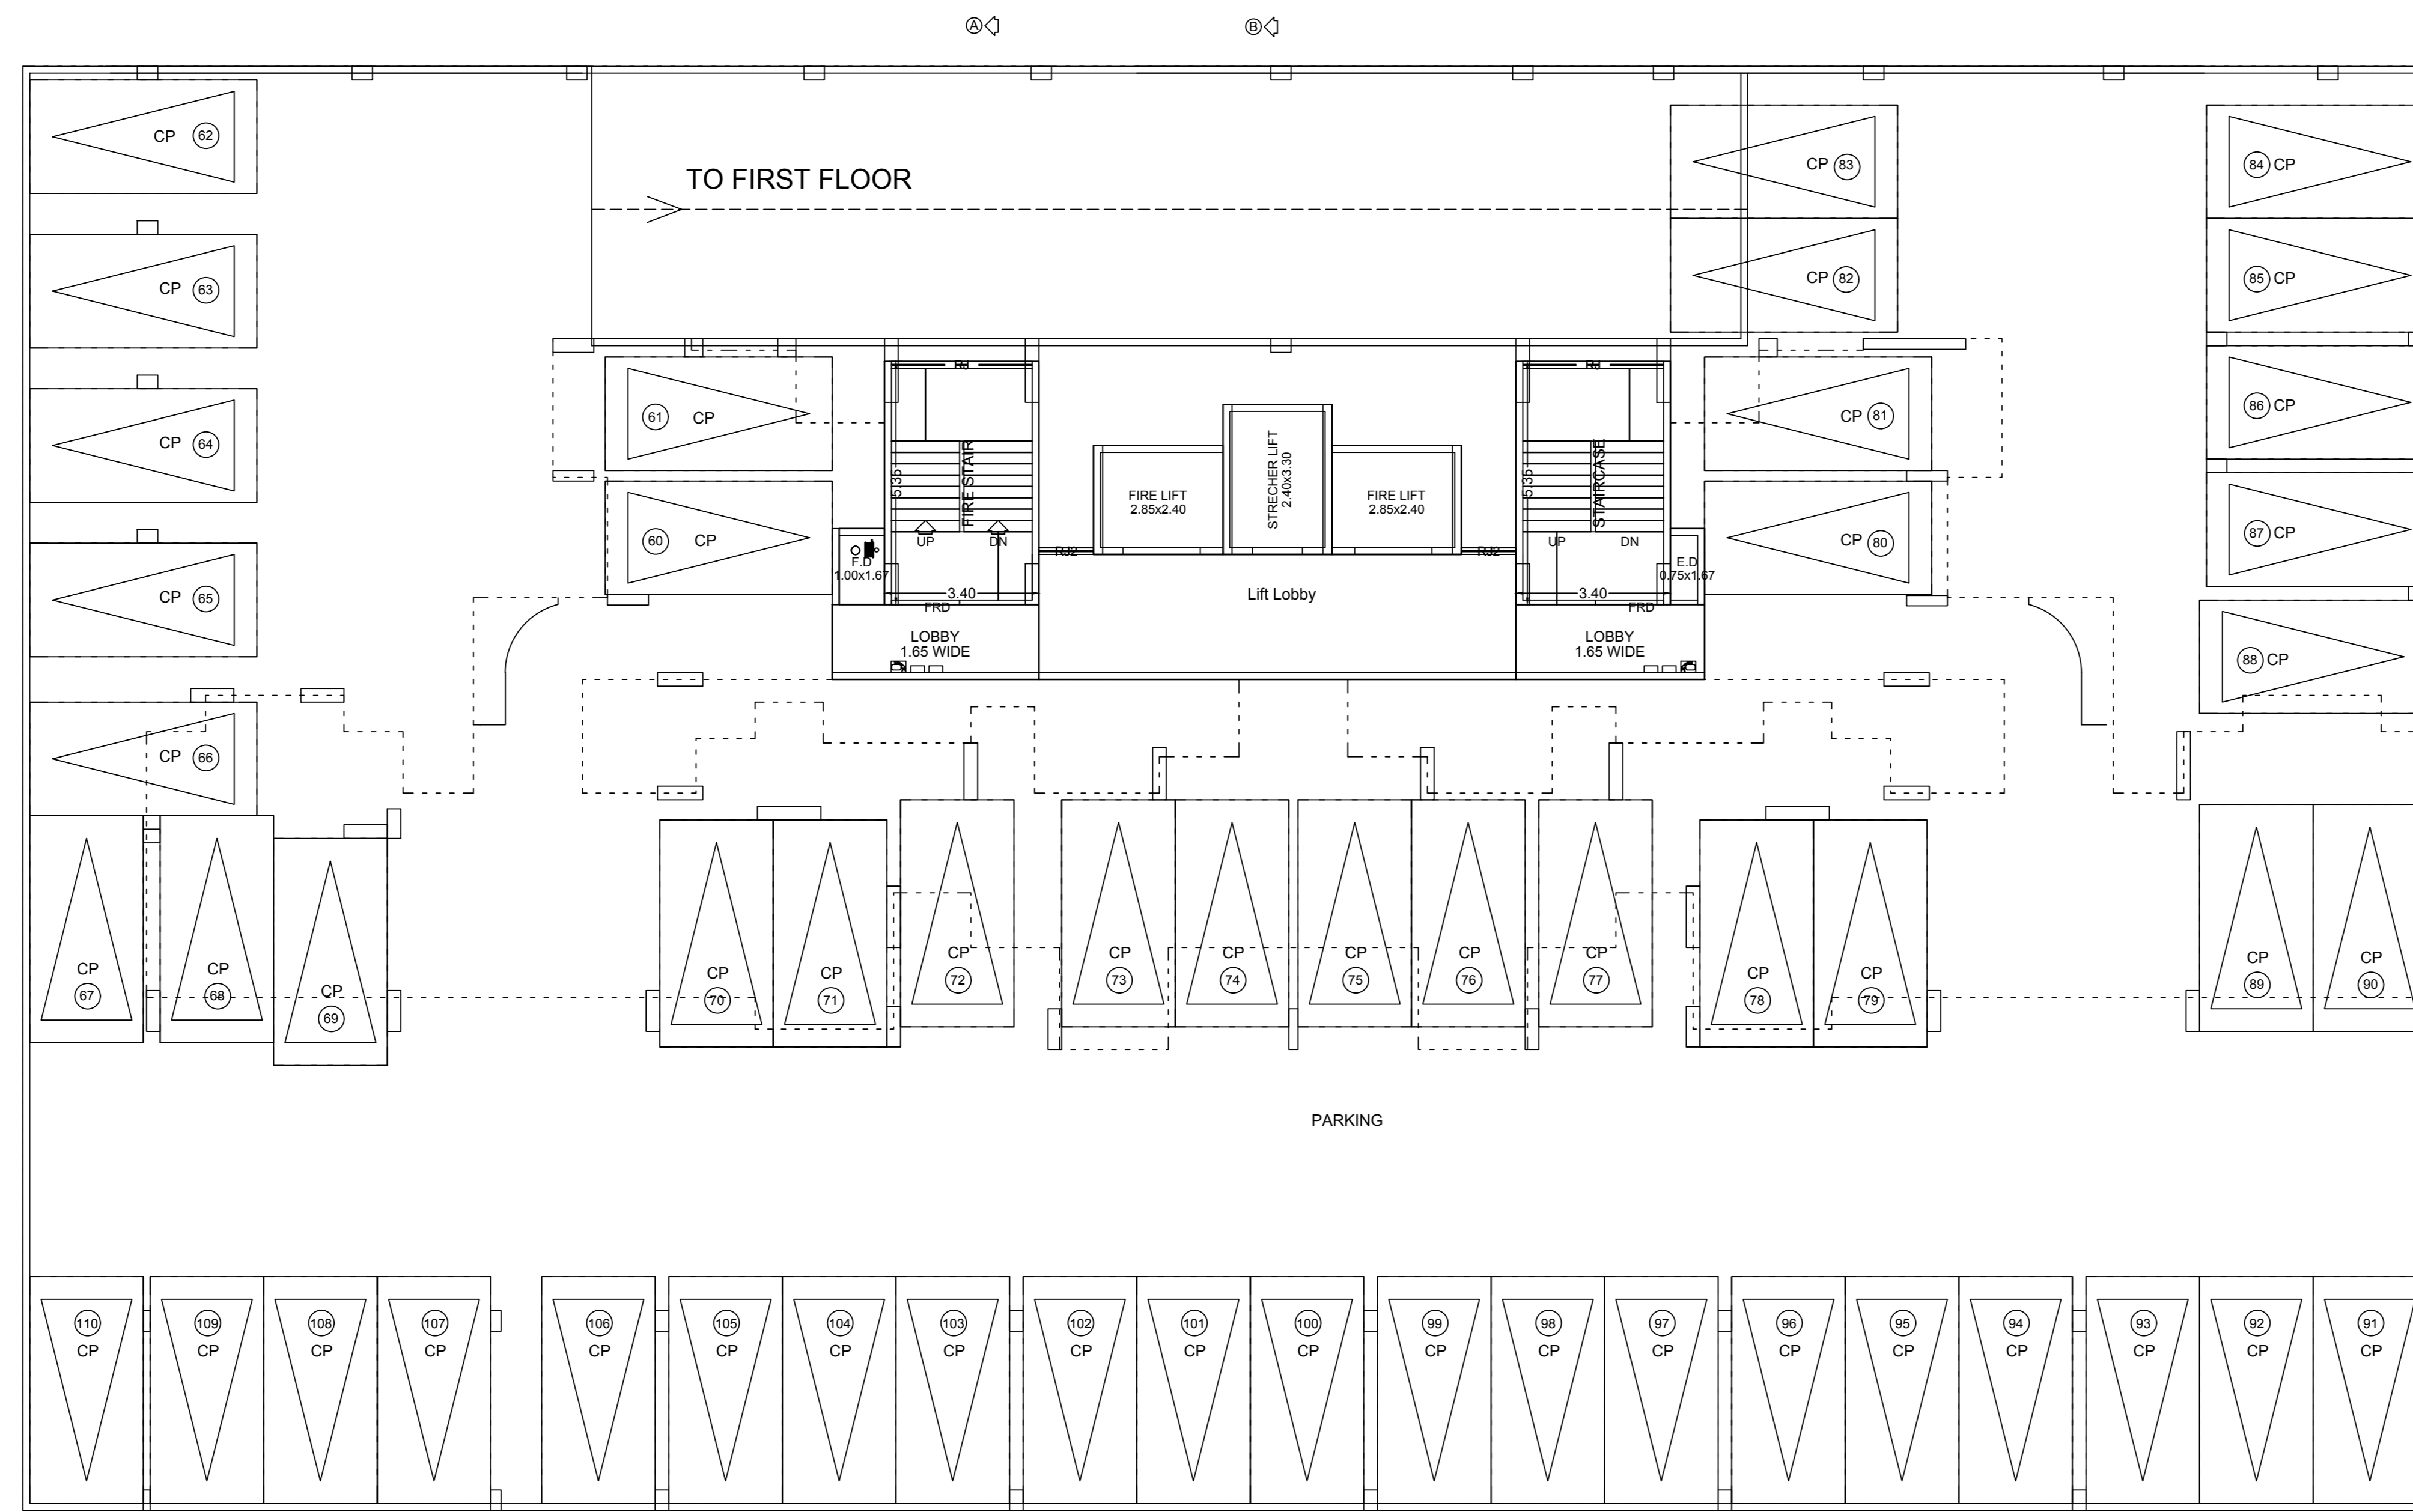 A
B
CP 62
TO FIRST FLOOR
CP 83
84 CP
CP 63
CP 82
85 CP
CP 64
61 CP
RJ
RJ
CP 81
86 CP
5.35
FIRE STAIR
FIRE LIFT
2.85x2.40
STRECHER LIFT
2.40x3.30
FIRE LIFT
2.85x2.40
5.35
STAIRCASE
60 CP
UP
DN
RJ2
RJ2
UP
DN
CP 80
87 CP
F.D
1.00x1.67
E.D
0.75x1.67
CP 65
3.40
FRD
Lift Lobby
3.40
FRD
LOBBY
1.65 WIDE
LOBBY
1.65 WIDE
88 CP
CP 66
CP
67
CP
68
CP
69
CP
70
CP
71
CP
72
CP
73
CP
74
CP
75
CP
76
CP
77
CP
78
CP
79
CP
89
CP
90
PARKING
110
CP
109
CP
108
CP
107
CP
106
CP
105
CP
104
CP
103
CP
102
CP
101
CP
100
CP
99
CP
98
CP
97
CP
96
CP
95
CP
94
CP
93
CP
92
CP
91
CP